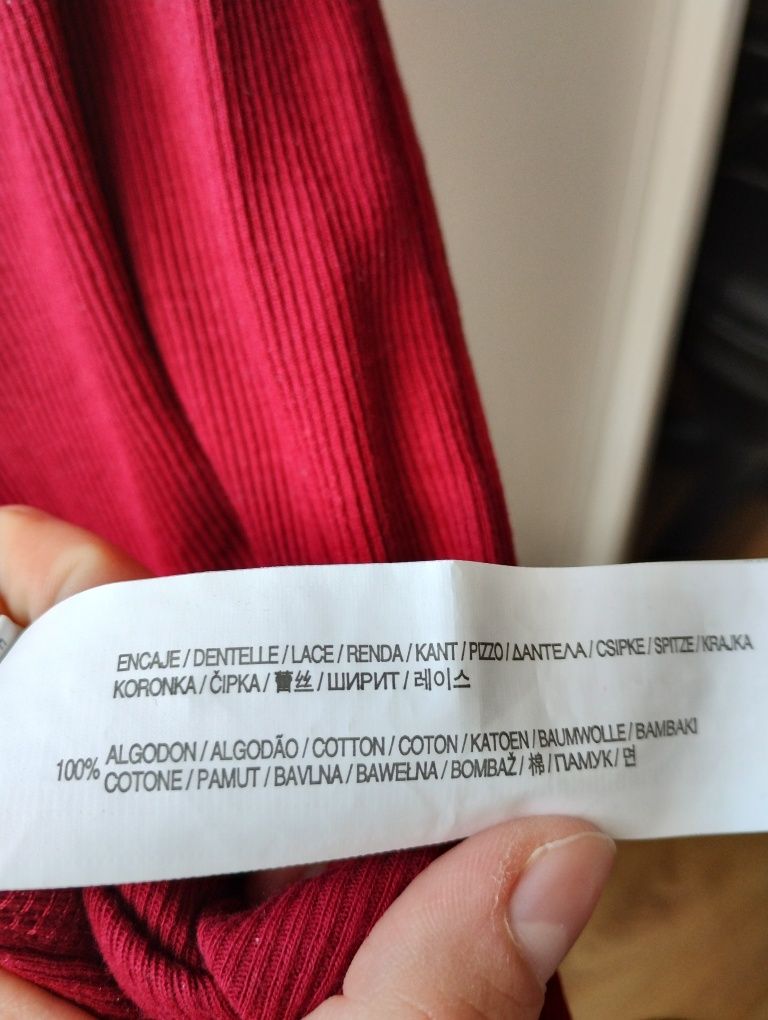 ENCAJE / DENTELLE / LACE / RENDA / KANT / PIZZO / ΔΑΝΤΕΛΑ / CSIPKE / SPITZE / KRAJKA
KORONKA / ČIPKA / 蕾丝 / ШИРИТ / 레이스
100% ALGODON / ALGODÃO / COTTON / COTON / KATOEN / BAUMWOLLE / BAMBAKI
COTONE / PAMUT / BAVLNA / BAWEŁNA / BOMBAŽ / 棉 / ПАМУК / 면